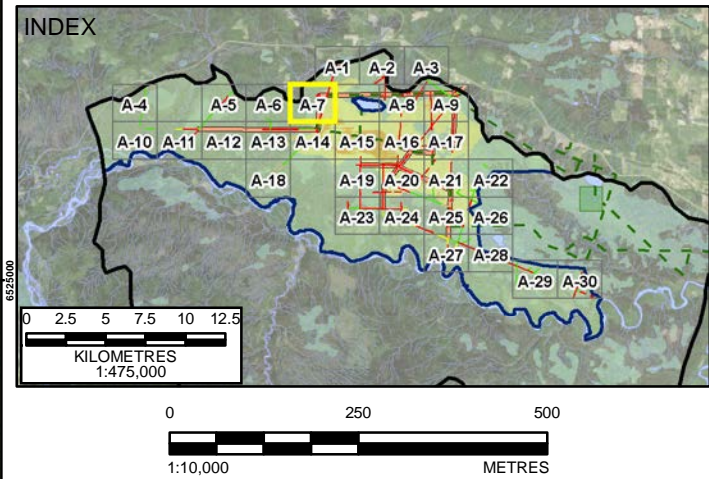 INDEX
A-1 A-2 A-3
A-4 A-5 A-6 A-7 A-8 A-9
A-10 A-11 A-12 A-13 A-14 A-15 A-16 A-17
A-18 A-19 A-20 A-21 A-22
A-23 A-24 A-25 A-26
A-27 A-28
A-29 A-30
6525000
0 2.5 5 7.5 10 12.5
KILOMETRES
1:475,000
0 250 500
1:10,000 METRES